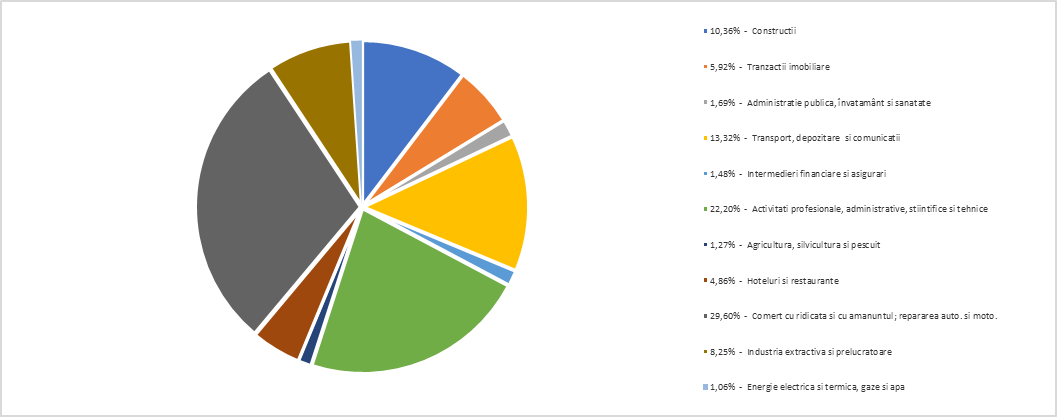 10,36% - Constructii
5,92% - Tranzactii imobiliare
1,69% - Administratie publica, învatamânt si sanatate
13,32% - Transport, depozitare si comunicatii
1,48% - Intermedieri financiare si asigurari
22,20% - Activitati profesionale, administrative, stiintifice si tehnice
1,27% - Agricultura, silvicultura si pescuit
4,86% - Hoteluri si restaurante
29,60% - Comert cu ridicata si cu amanuntul; repararea auto. si moto.
8,25% - Industria extractiva si prelucratoare
1,06% - Energie electrica si termica, gaze si apa